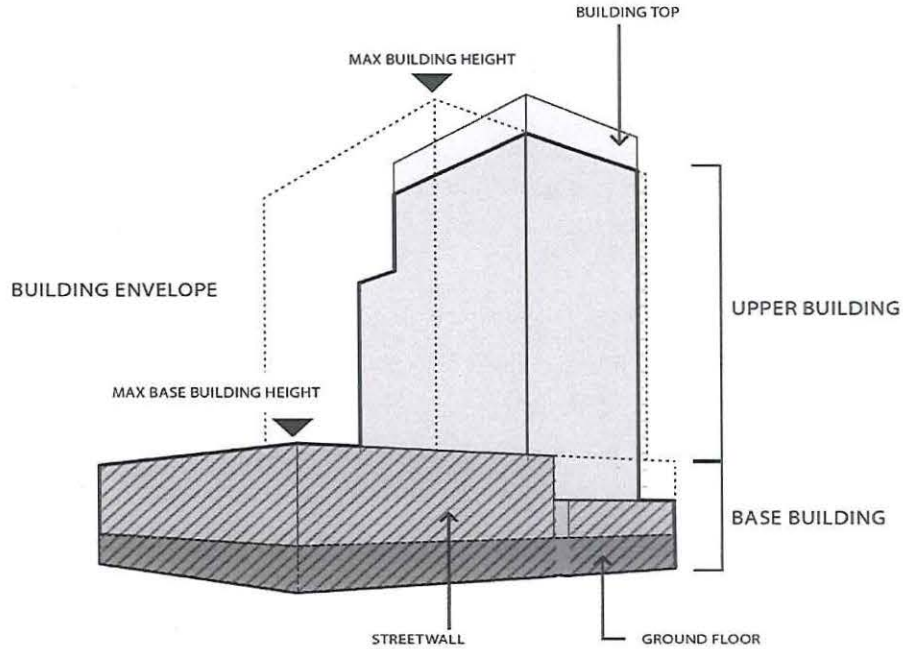 BUILDING TOP
MAX BUILDING HEIGHT
BUILDING ENVELOPE
UPPER BUILDING
MAX BASE BUILDING HEIGHT
BASE BUILDING
STREETWALL
GROUND FLOOR